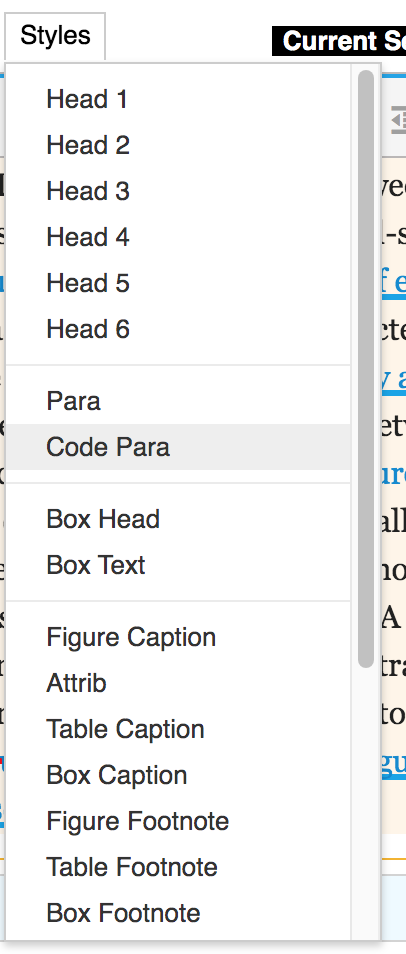 Styles
Current Se
Head 1
Head 2
Head 3
Head 4
Head 5
Head 6
Para
Code Para
Box Head
Box Text
Figure Caption
Attrib
Table Caption
Box Caption
Figure Footnote
Table Footnote
Box Footnote